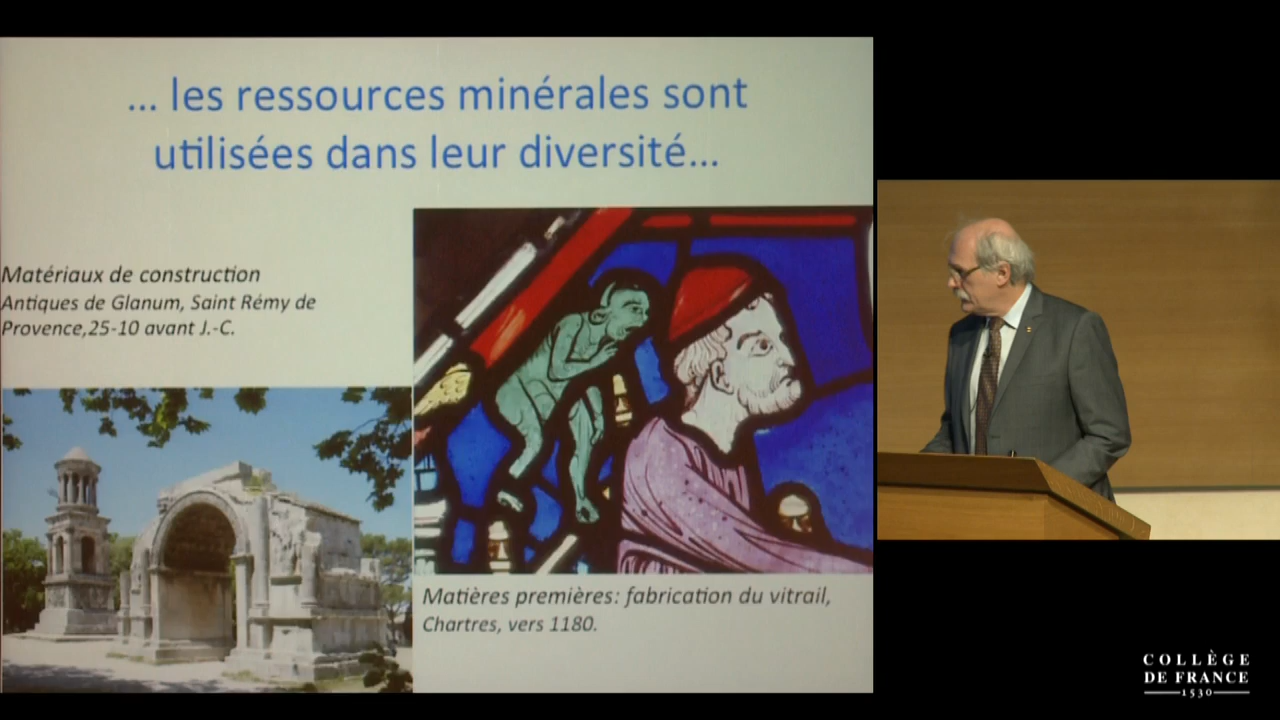 ... les ressources minérales sont
utilisées dans leur diversité...
Matériaux de construction
Antiques de Glanum, Saint Rémy de
Provence,25-10 avant J.-C.
Matières premières: fabrication du vitrail,
Chartres, vers 1180.
COLLÈGE
DE FRANCE
1530